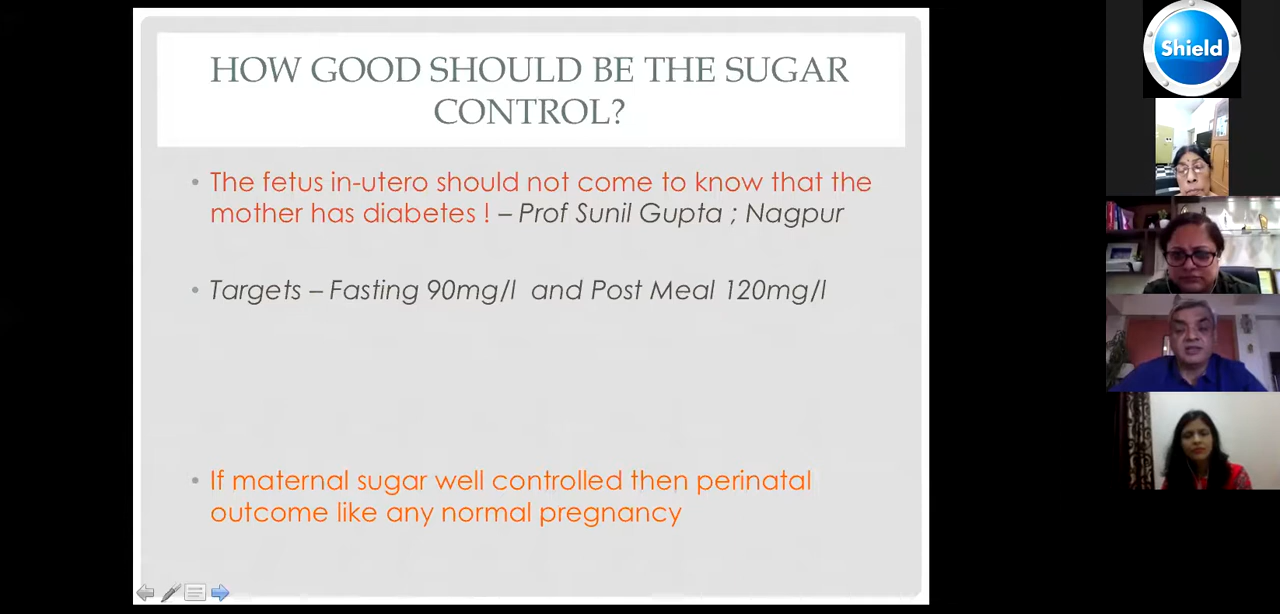 HOW GOOD SHOULD BE THE SUGAR
CONTROL?
• The fetus in-utero should not come to know that the
mother has diabetes ! – Prof Sunil Gupta ; Nagpur
• Targets – Fasting 90mg/l  and Post Meal 120mg/l
• If maternal sugar well controlled then perinatal
outcome like any normal pregnancy
Shield